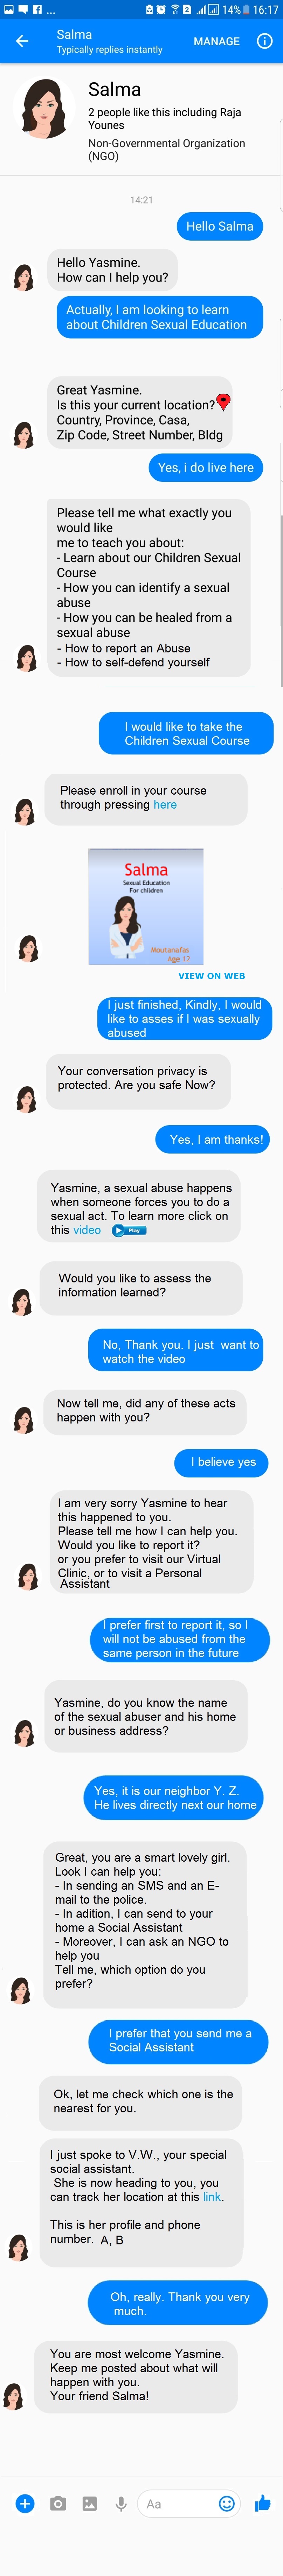 14% 16:17
Salma
Typically replies instantly
MANAGE
Salma
2 people like this including Raja
Younes
Non-Governmental Organization
(NGO)
14:21
Hello Salma
Hello Yasmine.
How can I help you?
Actually, I am looking to learn
about Children Sexual Education
Great Yasmine.
Is this your current location?
Country, Province, Casa,
Zip Code, Street Number, Bldg
Yes, i do live here
Please tell me what exactly you
would like
me to teach you about:
- Learn about our Children Sexual
Course
- How you can identify a sexual
abuse
- How you can be healed from a
sexual abuse
- How to report an Abuse
- How to self-defend yourself
I would like to take the
Children Sexual Course
Please enroll in your course
through pressing here
Salma
Sexual Education
For children
Moutanafas
Age 12
VIEW ON WEB
I just finished, Kindly, I would
like to asses if I was sexually
abused
Your conversation privacy is
protected. Are you safe Now?
Yes, I am thanks!
Yasmine, a sexual abuse happens
when someone forces you to do a
sexual act. To learn more click on
this video Play
Would you like to assess the
information learned?
No, Thank you. I just want to
watch the video
Now tell me, did any of these acts
happen with you?
I believe yes
I am very sorry Yasmine to hear
this happened to you.
Please tell me how I can help you.
Would you like to report it?
or you prefer to visit our Virtual
Clinic, or to visit a Personal
Assistant
I prefer first to report it, so I
will not be abused from the
same person in the future
Yasmine, do you know the name
of the sexual abuser and his home
or business address?
Yes, it is our neighbor Y. Z.
He lives directly next our home
Great, you are a smart lovely girl.
Look I can help you:
- In sending an SMS and an E-
mail to the police.
- In adition, I can send to your
home a Social Assistant
- Moreover, I can ask an NGO to
help you
Tell me, which option do you
prefer?
I prefer that you send me a
Social Assistant
Ok, let me check which one is the
nearest for you.
I just spoke to V.W., your special
social assistant.
She is now heading to you, you
can track her location at this link.
This is her profile and phone
number. A, B
Oh, really. Thank you very
much.
You are most welcome Yasmine.
Keep me posted about what will
happen with you.
Your friend Salma!
Aa